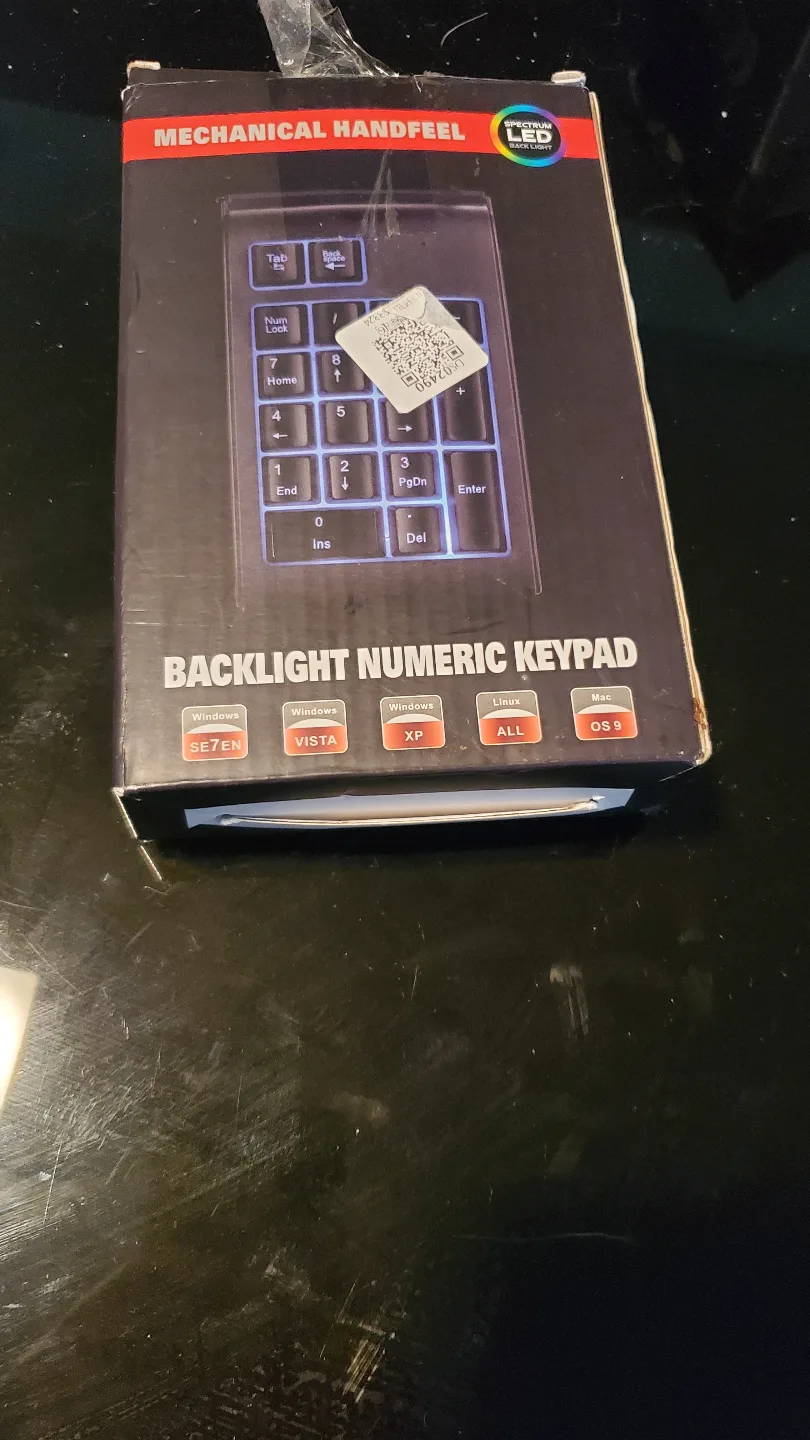 MECHANICAL HANDFEEL
SPECTRUM
LED
BACK LIGHT
Tab
Back
space
Num
Lock
/
-
7
Home
8
+
4
5
1
End
2
3
PgDn
Enter
0
Ins
.
Del
DS02490
BACKLIGHT NUMERIC KEYPAD
Windows
SE7EN
Windows
VISTA
Windows
XP
Linux
ALL
Mac
OS 9